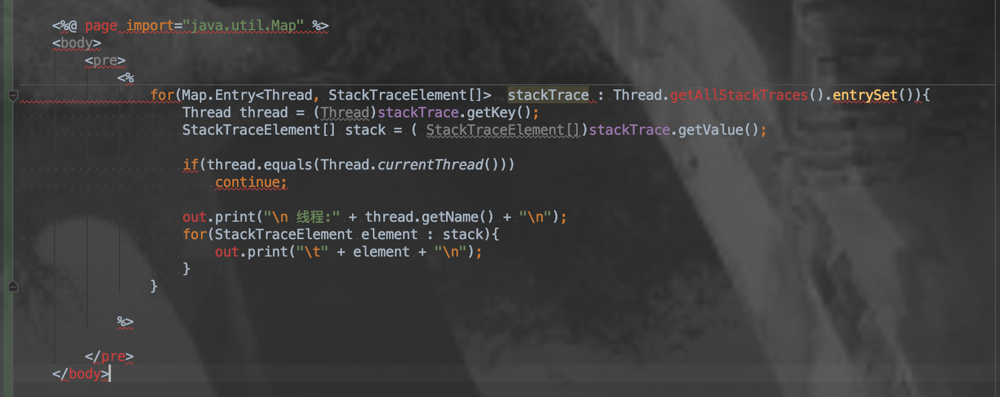 <%@ page import="java.util.Map" %>
<body>
<pre>
<%
for(Map.Entry<Thread, StackTraceElement[]>  stackTrace : Thread.getAllStackTraces().entrySet()){
Thread thread = (Thread)stackTrace.getKey();
StackTraceElement[] stack = ( StackTraceElement[])stackTrace.getValue();
if(thread.equals(Thread.currentThread()))
continue;
out.print("\n 线程:" + thread.getName() + "\n");
for(StackTraceElement element : stack){
out.print("\t" + element + "\n");
}
}
%>
</pre>
</body>